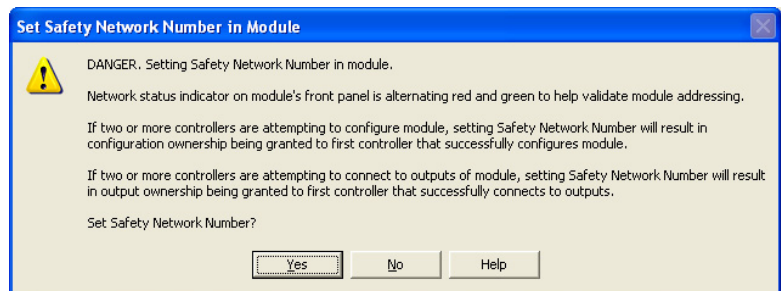 Set Safety Network Number in Module
DANGER. Setting Safety Network Number in module.
Network status indicator on module's front panel is alternating red and green to help validate module addressing.
If two or more controllers are attempting to configure module, setting Safety Network Number will result in
configuration ownership being granted to first controller that successfully configures module.
If two or more controllers are attempting to connect to outputs of module, setting Safety Network Number will result
in output ownership being granted to first controller that successfully connects to outputs.
Set Safety Network Number?
Yes No Help